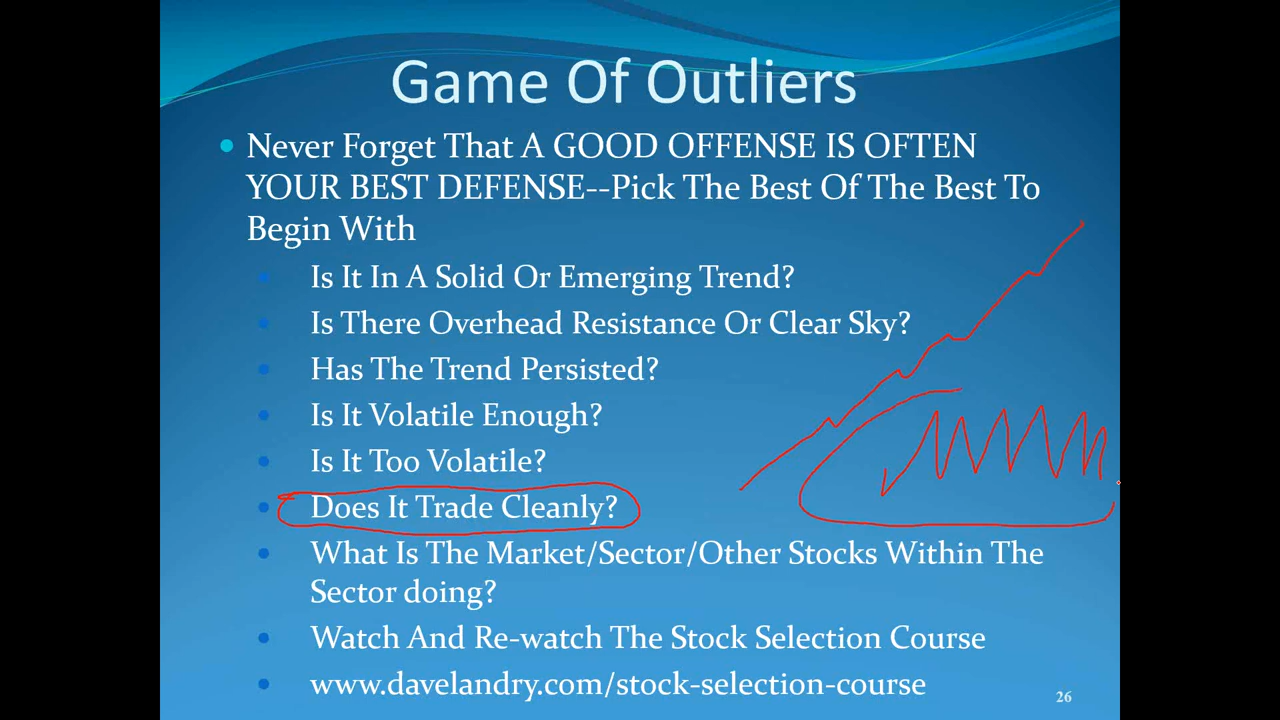 Game Of Outliers
Never Forget That A GOOD OFFENSE IS OFTEN
YOUR BEST DEFENSE--Pick The Best Of The Best To
Begin With
Is It In A Solid Or Emerging Trend?
Is There Overhead Resistance Or Clear Sky?
Has The Trend Persisted?
Is It Volatile Enough?
Is It Too Volatile?
Does It Trade Cleanly?
What Is The Market/Sector/Other Stocks Within The
Sector doing?
Watch And Re-watch The Stock Selection Course
www.davelandry.com/stock-selection-course
26